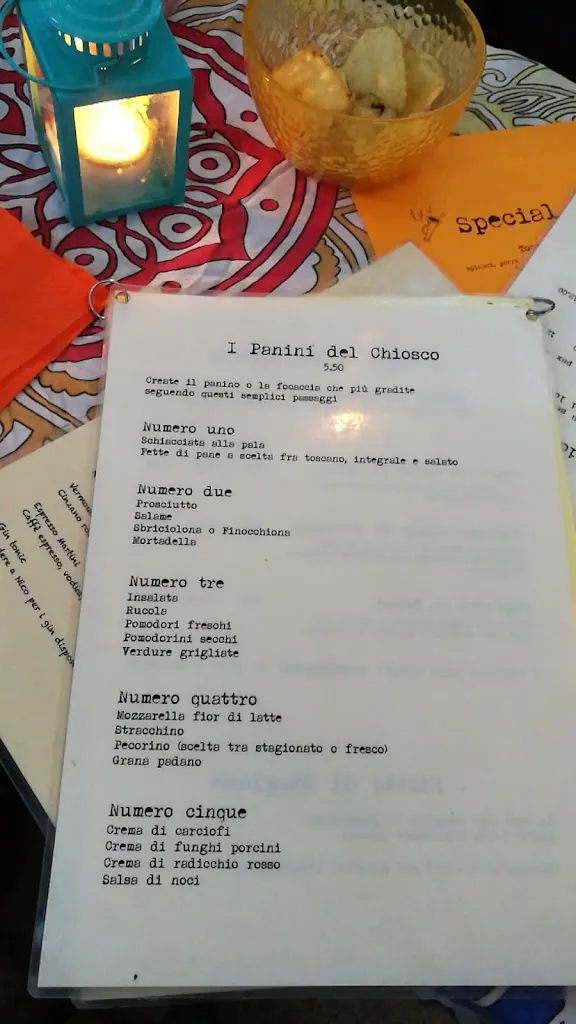 Special
I Panini del Chiosco
5.50
Create il panino o la focaccia che più gradite
seguendo questi semplici passaggi
Numero uno
Schiacciata alla pala
Fette di pane a scelta fra toscano, integrale e salato
Numero due
Prosciutto
Salame
Sbriciolona o Finocchiona
Mortadella
Numero tre
Insalata
Rucola
Pomodori freschi
Pomodorini secchi
Verdure grigliate
Numero quattro
Mozzarella fior di latte
Stracchino
Pecorino (scelta tra stagionato o fresco)
Grana padano
Numero cinque
Crema di carciofi
Crema di funghi porcini
Crema di radicchio rosso
Salsa di noci
Cinzano
Espresso Martini
Caffè espresso, vodka,
Gin tonic
a Nico per i gin